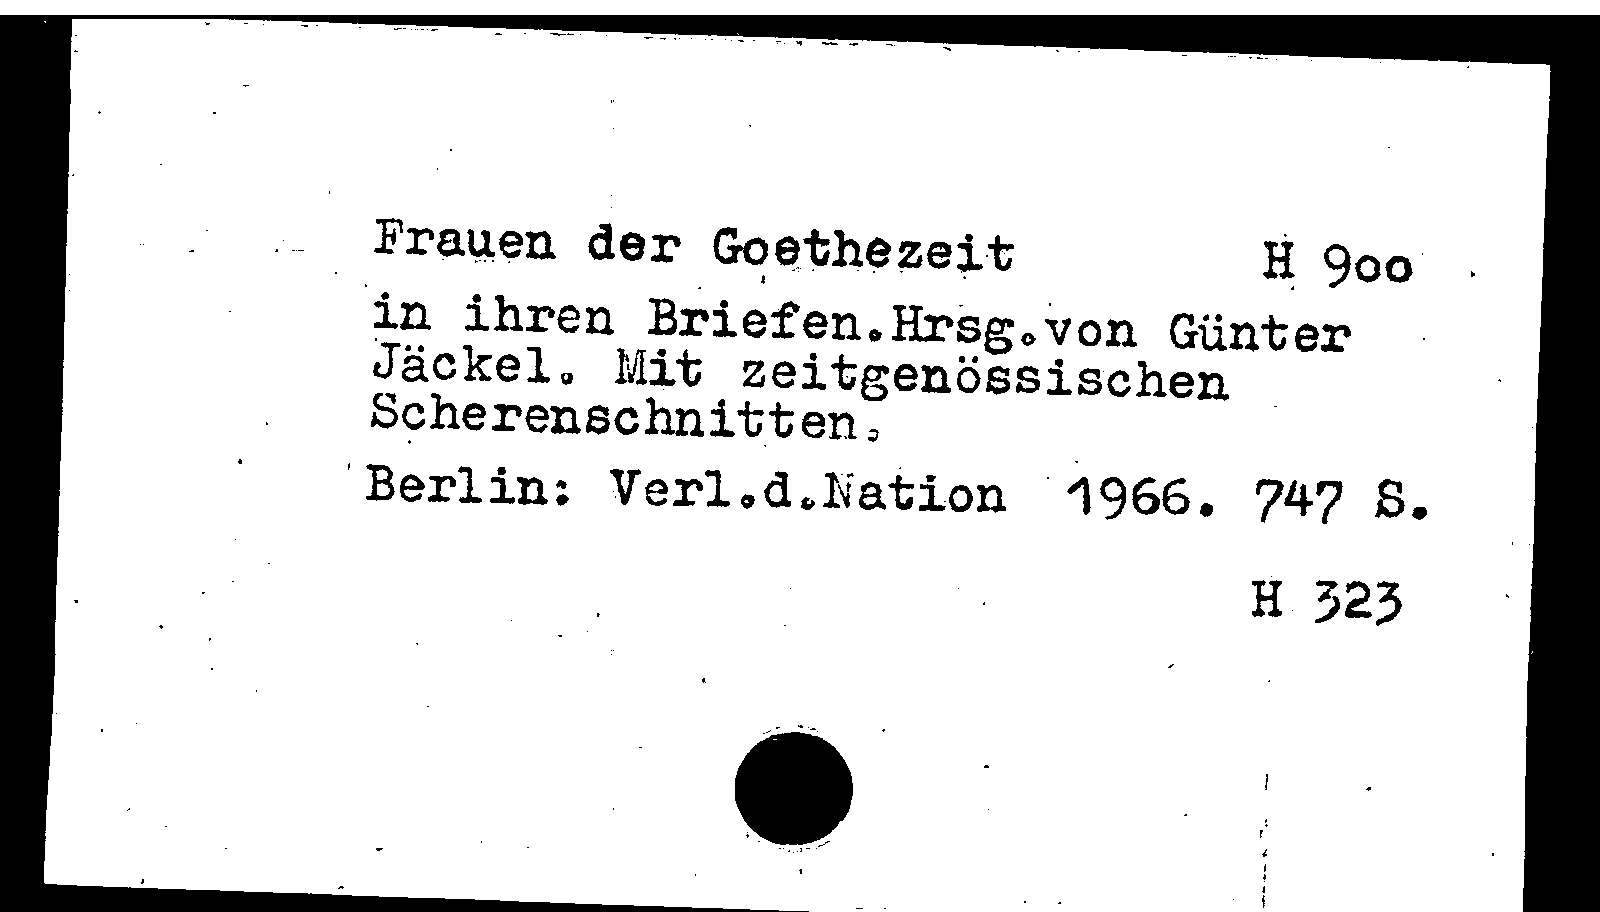 Frauen der Goethezeit H 900
in ihren Briefen.Hrsg.von Günter
Jäckel. Mit zeitgenössischen
Scherenschnitten.
Berlin: Verl.d.Nation 1966. 747 S.
H 323